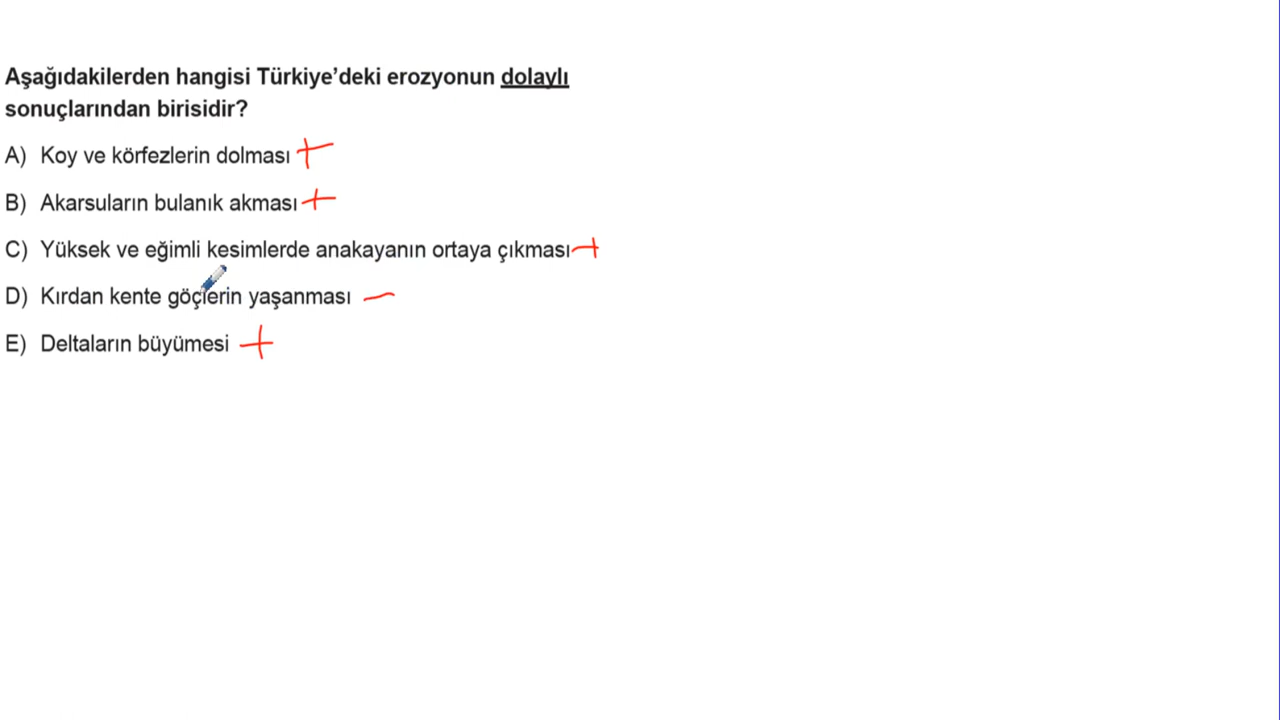 Aşağıdakilerden hangisi Türkiye'deki erozyonun dolaylı
sonuçlarından birisidir?
A) Koy ve körfezlerin dolması +
B) Akarsuların bulanık akması +
C) Yüksek ve eğimli kesimlerde anakayanın ortaya çıkması +
D) Kırdan kente göçlerin yaşanması -
E) Deltaların büyümesi +